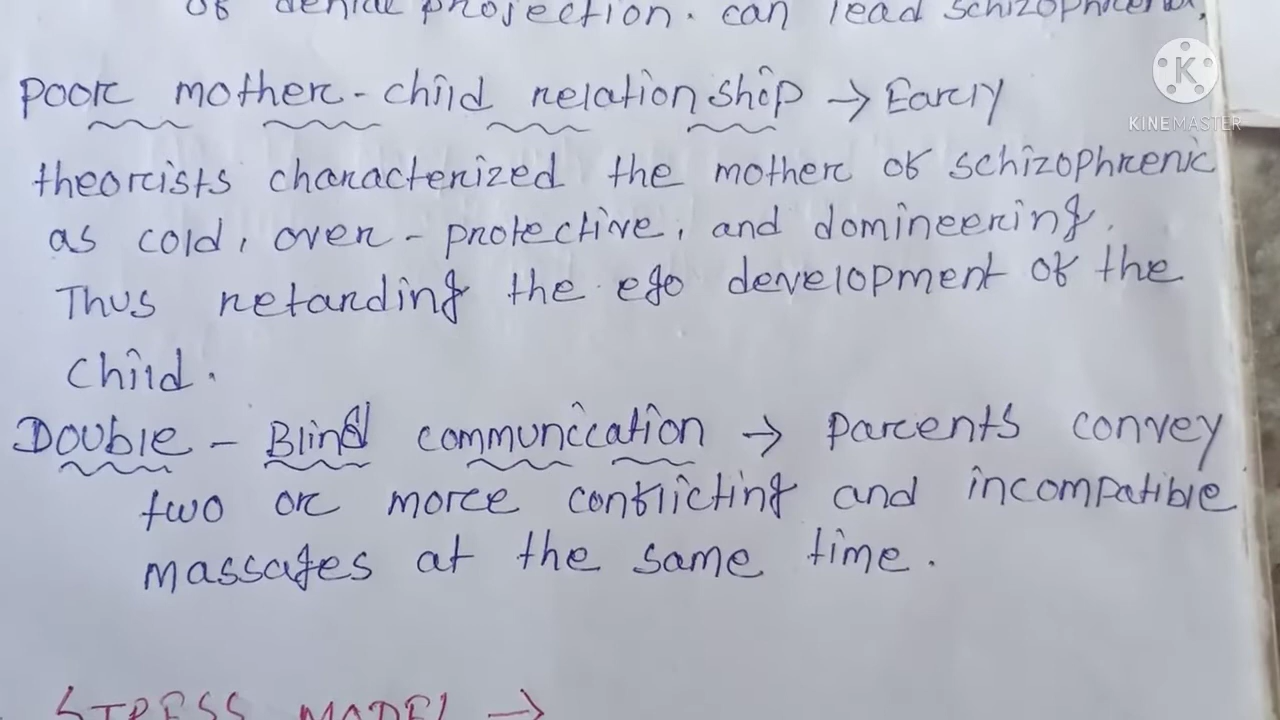 of denial projection. can lead schizophrenia,
Poor mother-child relationship → Early
theorists characterized the mother of schizophrenic
as cold, over-protective, and domineering.
Thus retarding the ego development of the
child.
Double - Blind communication → parents convey
two or more conflicting and incompatible
massages at the same time.
STRESS MODEL →
KINEMASTER